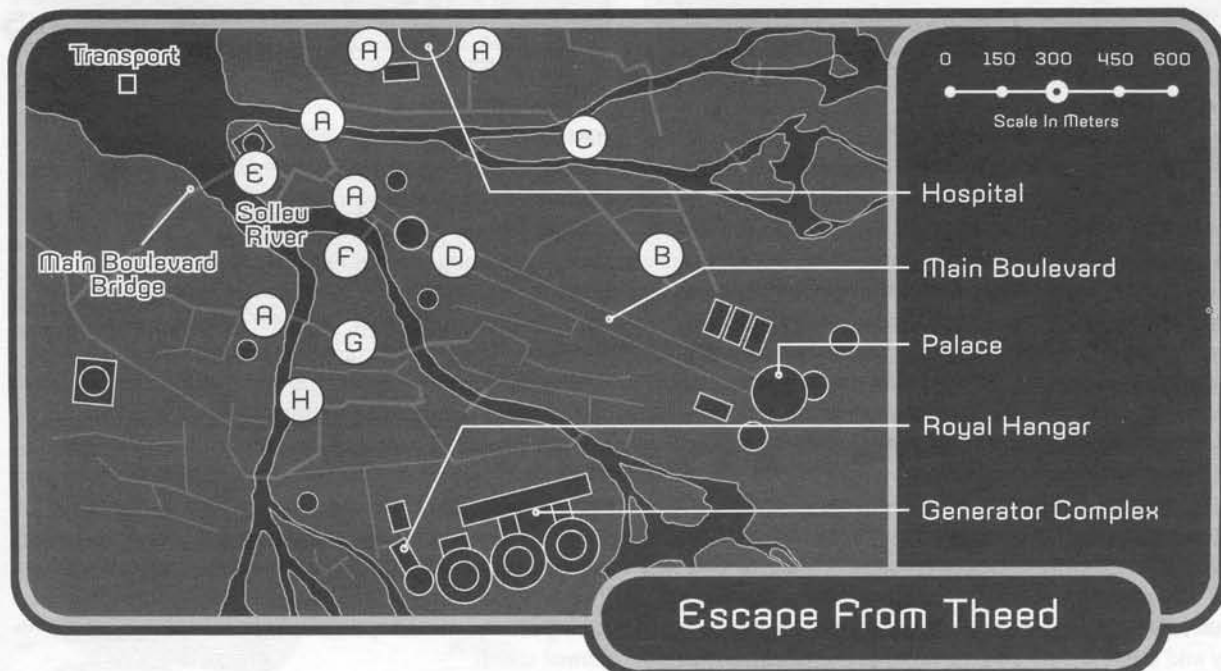 Transport
A
A
A
C
E
A
Solleu
River
Main Boulevard
Bridge
F
D
B
A
G
H
0 150 300 450 600
Scale In Meters
Hospital
Main Boulevard
Palace
Royal Hangar
Generator Complex
Escape From Theed